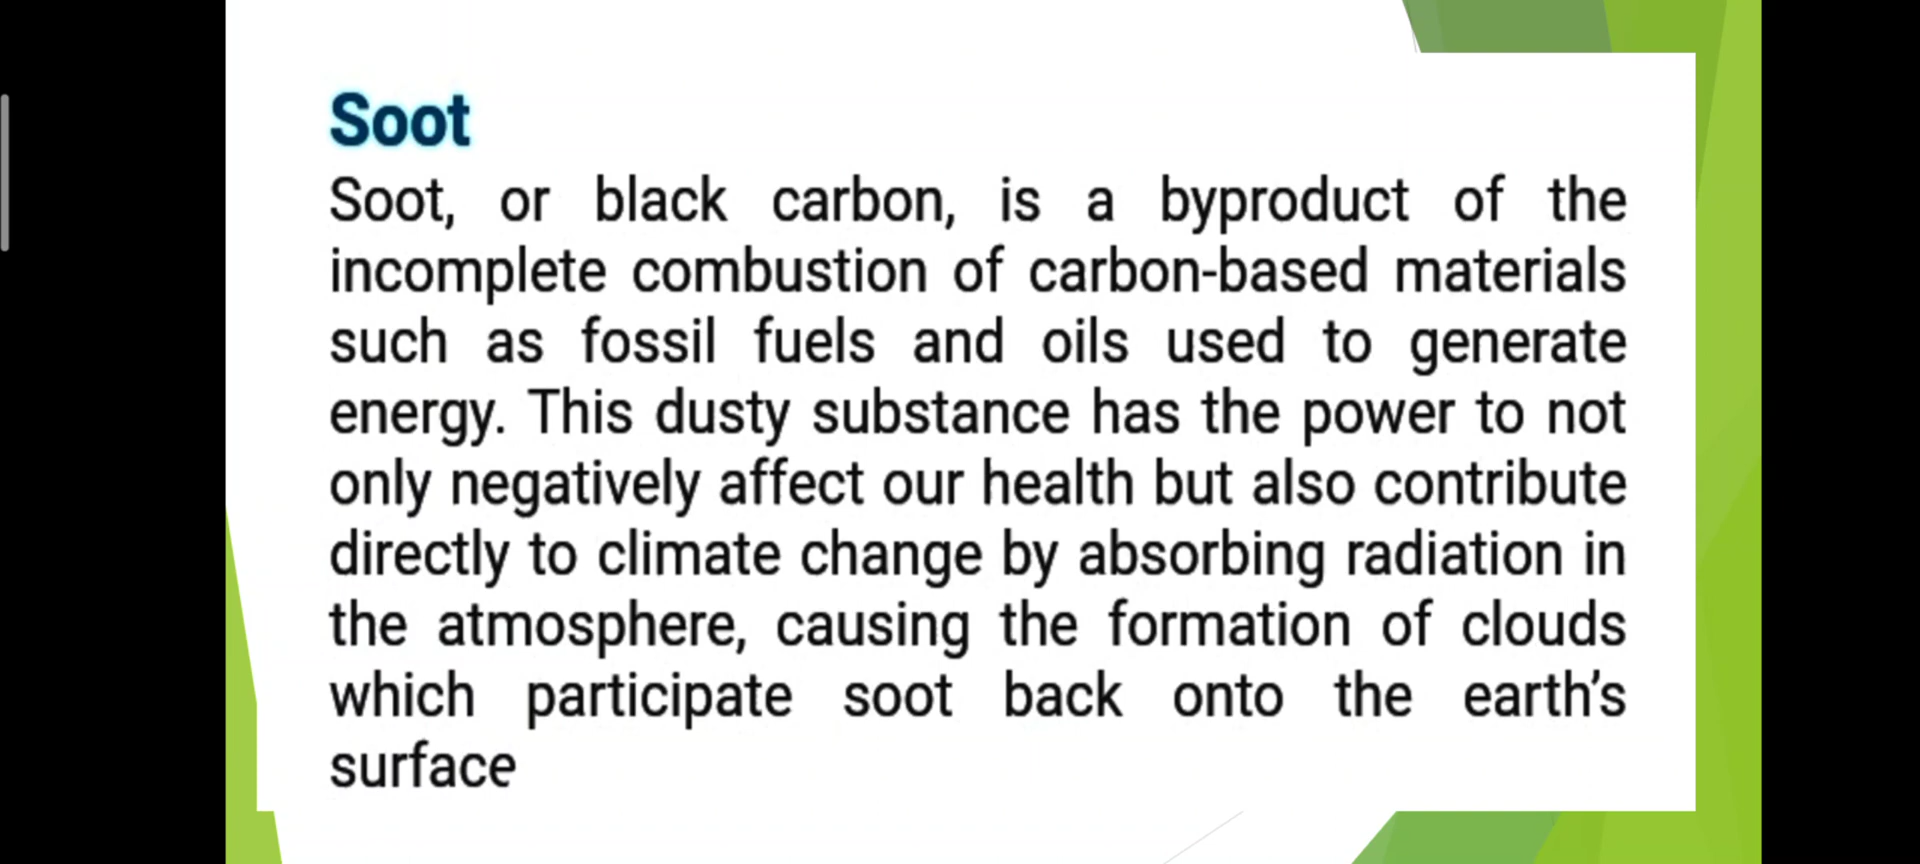 Soot
Soot, or black carbon, is a byproduct of the
incomplete combustion of carbon-based materials
such as fossil fuels and oils used to generate
energy. This dusty substance has the power to not
only negatively affect our health but also contribute
directly to climate change by absorbing radiation in
the atmosphere, causing the formation of clouds
which participate soot back onto the earth’s
surface